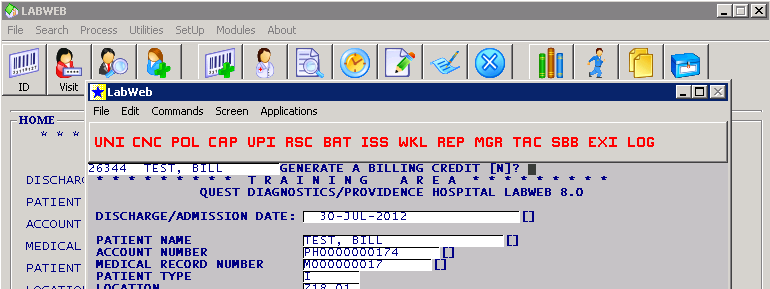 LABWEB
File Search Process Utilities SetUp Modules About
ID Visit
LabWeb
HOME
File Edit Commands Screen Applications
* * *
UNI CNC POL CAP UPI RSC BAT ISS WKL REP MGR TAC SBB EXI LOG
26344 TEST, BILL GENERATE A BILLING CREDIT [N]?
DISCHARG
* * * * * * * * * T R A I N I N G A R E A * * * * * * * * *
PATIENT
QUEST DIAGNOSTICS/PROVIDENCE HOSPITAL LABWEB 8.0
ACCOUNT
DISCHARGE/ADMISSION DATE: 30-JUL-2012 []
MEDICAL
PATIENT NAME TEST, BILL []
ACCOUNT NUMBER PH0000000174 []
PATIENT
MEDICAL RECORD NUMBER M000000017 []
PATIENT TYPE I
LOCATION Z18 01
LOCATION